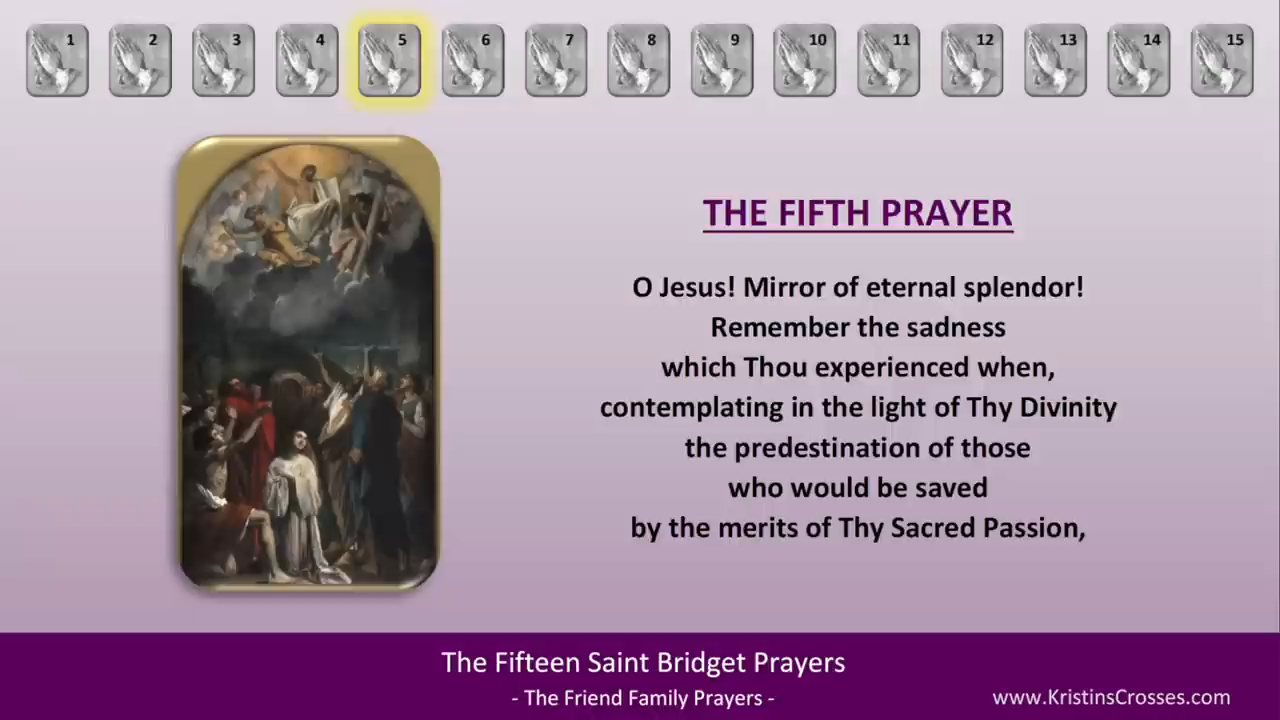 1 2 3 4 5 6 7 8 9 10 11 12 13 14 15
THE FIFTH PRAYER
O Jesus! Mirror of eternal splendor!
Remember the sadness
which Thou experienced when,
contemplating in the light of Thy Divinity
the predestination of those
who would be saved
by the merits of Thy Sacred Passion,
The Fifteen Saint Bridget Prayers
- The Friend Family Prayers -
www.KristinsCrosses.com